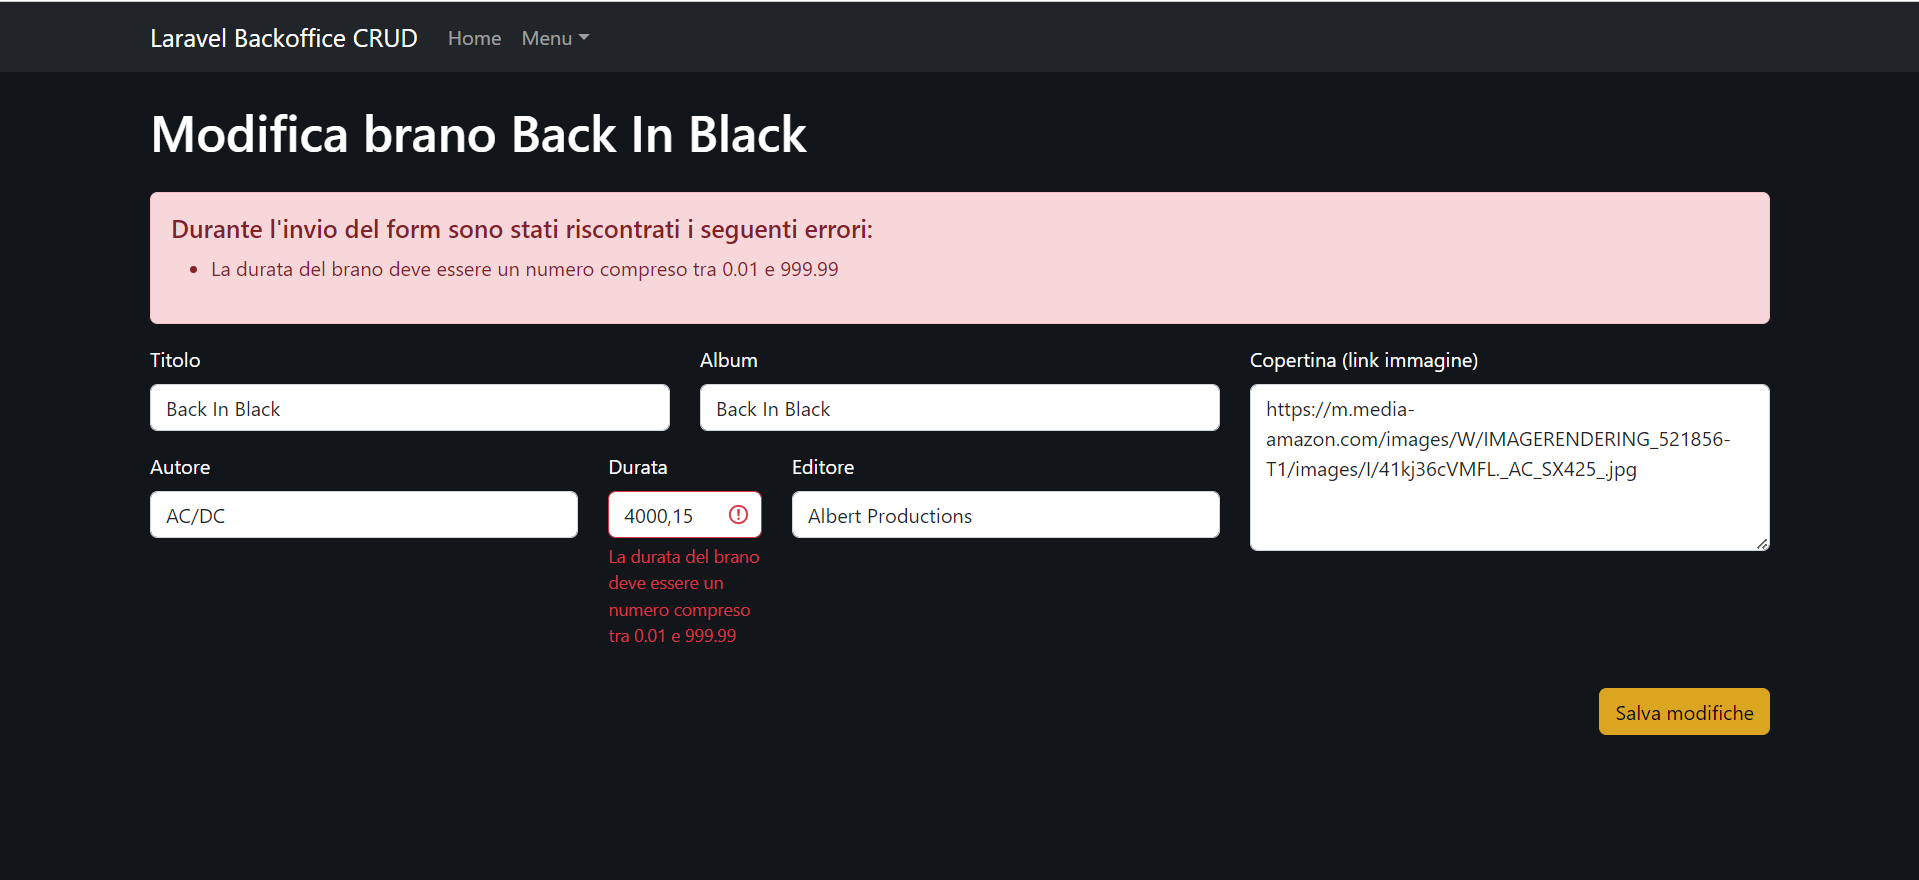 Laravel Backoffice CRUD Home Menu
Modifica brano Back In Black
Durante l'invio del form sono stati riscontrati i seguenti errori:
La durata del brano deve essere un numero compreso tra 0.01 e 999.99
Titolo
Back In Black
Album
Back In Black
Copertina (link immagine)
https://m.media-
amazon.com/images/W/IMAGERENDERING_521856-
T1/images/I/41kj36cVMFL._AC_SX425_.jpg
Autore
AC/DC
Durata
4000,15
La durata del brano
deve essere un
numero compreso
tra 0.01 e 999.99
Editore
Albert Productions
Salva modifiche